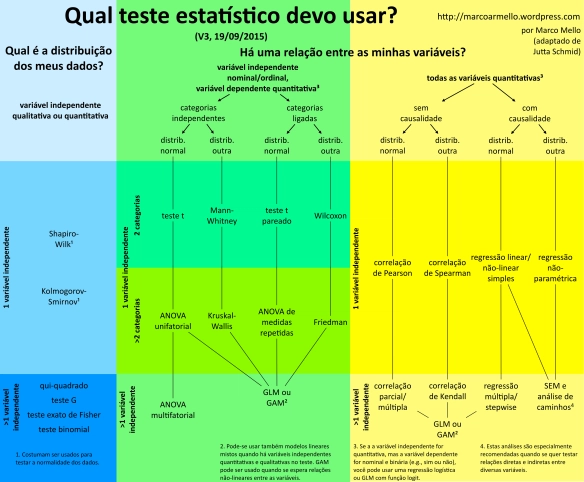 Qual teste estatístico devo usar?
(V3, 19/09/2015)
http://marcoarmello.wordpress.com
por Marco Mello
(adaptado de
Jutta Schmid)
Qual é a distribuição
dos meus dados?
variável independente
qualitativa ou quantitativa
Há uma relação entre as minhas variáveis?
variável independente
nominal/ordinal,
variável dependente quantitativa³
todas as variáveis quantitativas³
categorias
independentes
categorias
ligadas
sem
causalidade
com
causalidade
distrib.
normal
distrib.
outra
distrib.
normal
distrib.
outra
distrib.
normal
distrib.
outra
distrib.
normal
distrib.
outra
1 variável independente
Shapiro-
Wilk¹
Kolmogorov-
Smirnov¹
1 variável independente
2 categorias
teste t
Mann-
Whitney
teste t
pareado
Wilcoxon
>2 categorias
ANOVA
unifatorial
Kruskal-
Wallis
ANOVA de
medidas
repetidas
Friedman
1 variável independente
correlação
de Pearson
correlação
de Spearman
regressão linear/
não-linear
simples
regressão
não-
paramétrica
>1 variável
independente
qui-quadrado
teste G
teste exato de Fisher
teste binomial
>1 variável
independente
ANOVA
multifatorial
GLM ou
GAM²
>1 variável
independente
correlação
parcial/
múltipla
correlação
de Kendall
regressão
múltipla/
stepwise
SEM e
análise de
caminhos⁴
GLM ou
GAM²
1. Costumam ser usados para
testar a normalidade dos dados.
2. Pode-se usar também modelos lineares
mistos quando há variáveis independentes
quantitativas e qualitativas no teste. GAM
pode ser usado quando se espera relações
não-lineares entre as variáveis.
3. Se a a variável independente for
quantitativa, mas a variável dependente
for nominal e binária (e.g., sim ou não),
você pode usar uma regressão logística
ou GLM com função logit.
4. Estas análises são especialmente
recomendadas quando se quer testar
relações diretas e indiretas entre
diversas variáveis.